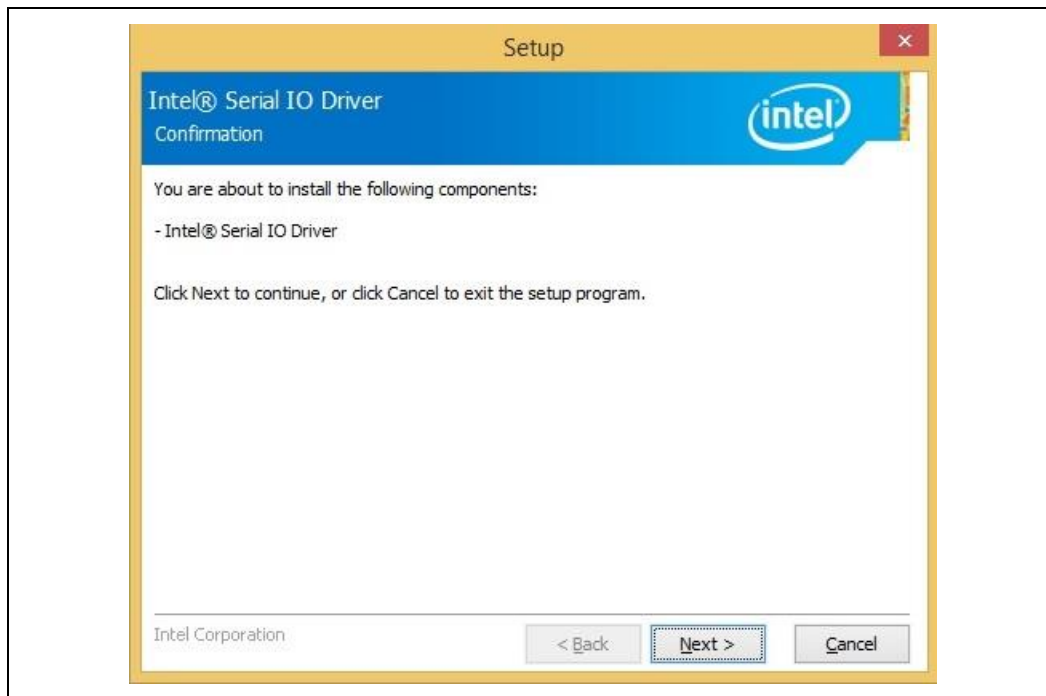 Setup
Intel® Serial IO Driver
Confirmation
intel
You are about to install the following components:
- Intel® Serial IO Driver
Click Next to continue, or click Cancel to exit the setup program.
Intel Corporation
< Back Next > Cancel